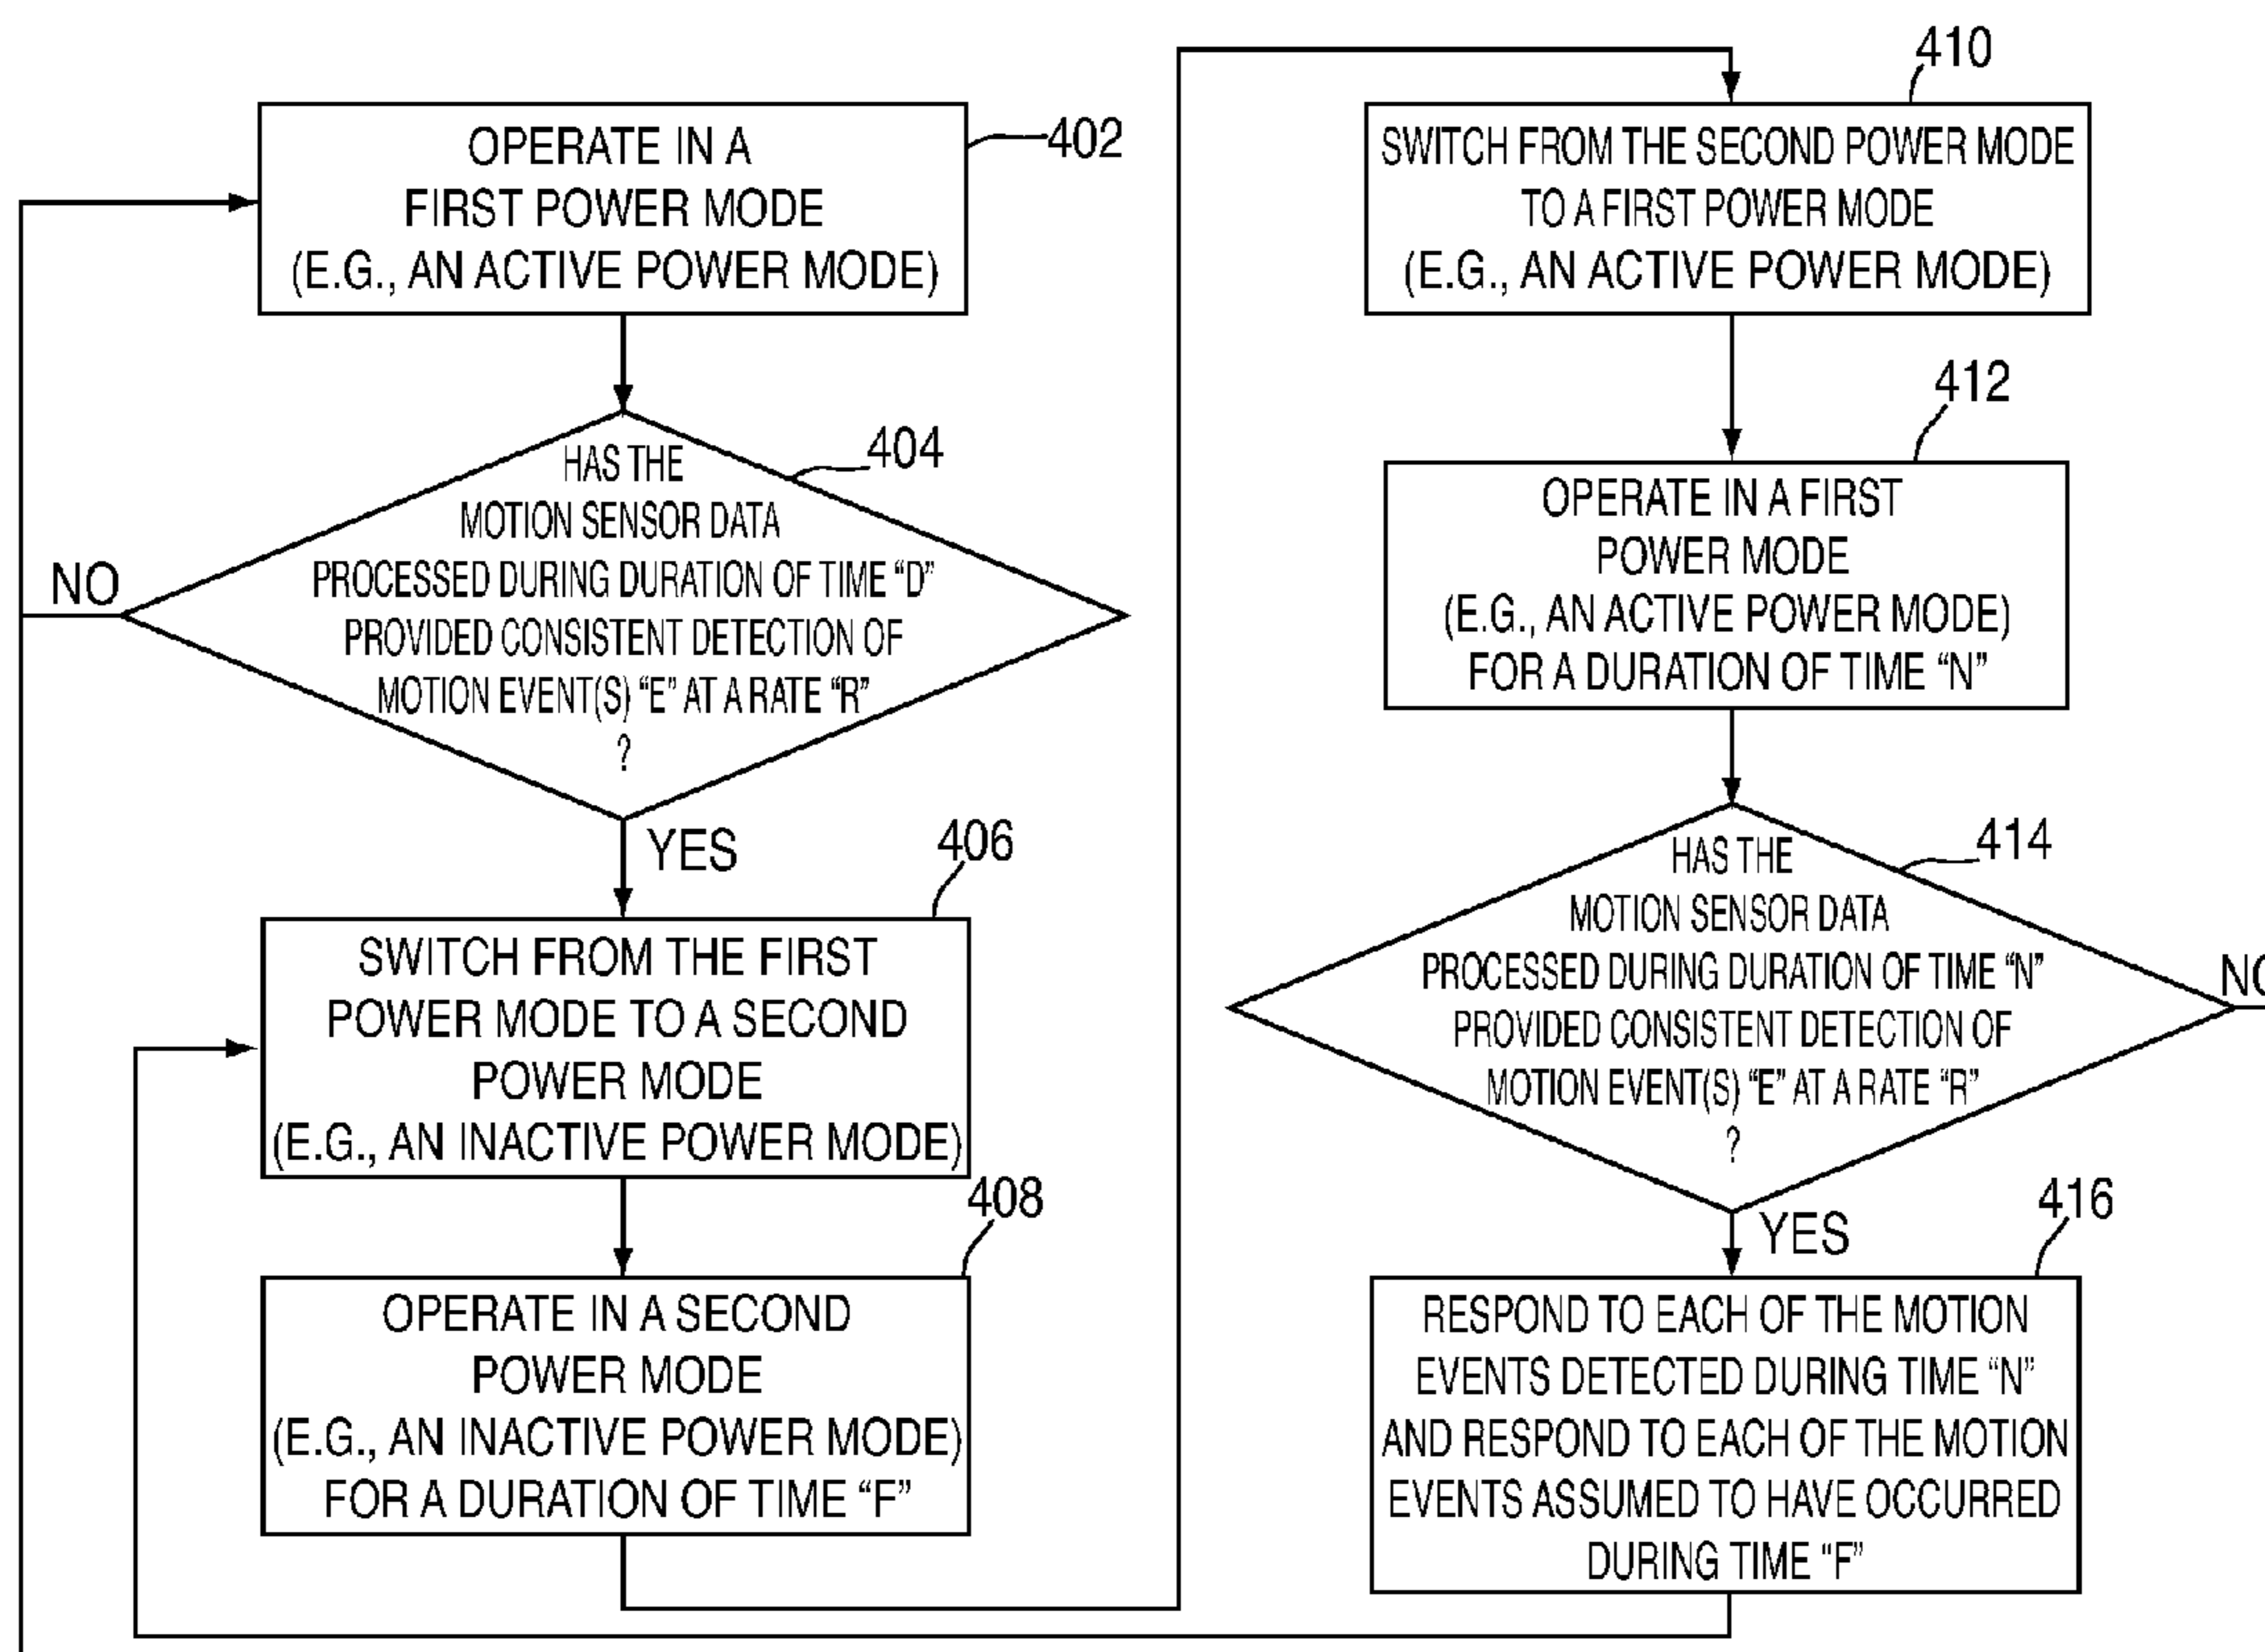 402
OPERATE IN A
FIRST POWER MODE
(E.G., AN ACTIVE POWER MODE)
404
HAS THE
MOTION SENSOR DATA
PROCESSED DURING DURATION OF TIME “D”
PROVIDED CONSISTENT DETECTION OF
MOTION EVENT(S) “E” AT A RATE “R”
?
NO
YES
406
SWITCH FROM THE FIRST
POWER MODE TO A SECOND
POWER MODE
(E.G., AN INACTIVE POWER MODE)
408
OPERATE IN A SECOND
POWER MODE
(E.G., AN INACTIVE POWER MODE)
FOR A DURATION OF TIME “F”
410
SWITCH FROM THE SECOND POWER MODE
TO A FIRST POWER MODE
(E.G., AN ACTIVE POWER MODE)
412
OPERATE IN A FIRST
POWER MODE
(E.G., AN ACTIVE POWER MODE)
FOR A DURATION OF TIME “N”
414
HAS THE
MOTION SENSOR DATA
PROCESSED DURING DURATION OF TIME “N”
PROVIDED CONSISTENT DETECTION OF
MOTION EVENT(S) “E” AT A RATE “R”
?
NO
YES
416
RESPOND TO EACH OF THE MOTION
EVENTS DETECTED DURING TIME “N”
AND RESPOND TO EACH OF THE MOTION
EVENTS ASSUMED TO HAVE OCCURRED
DURING TIME “F”